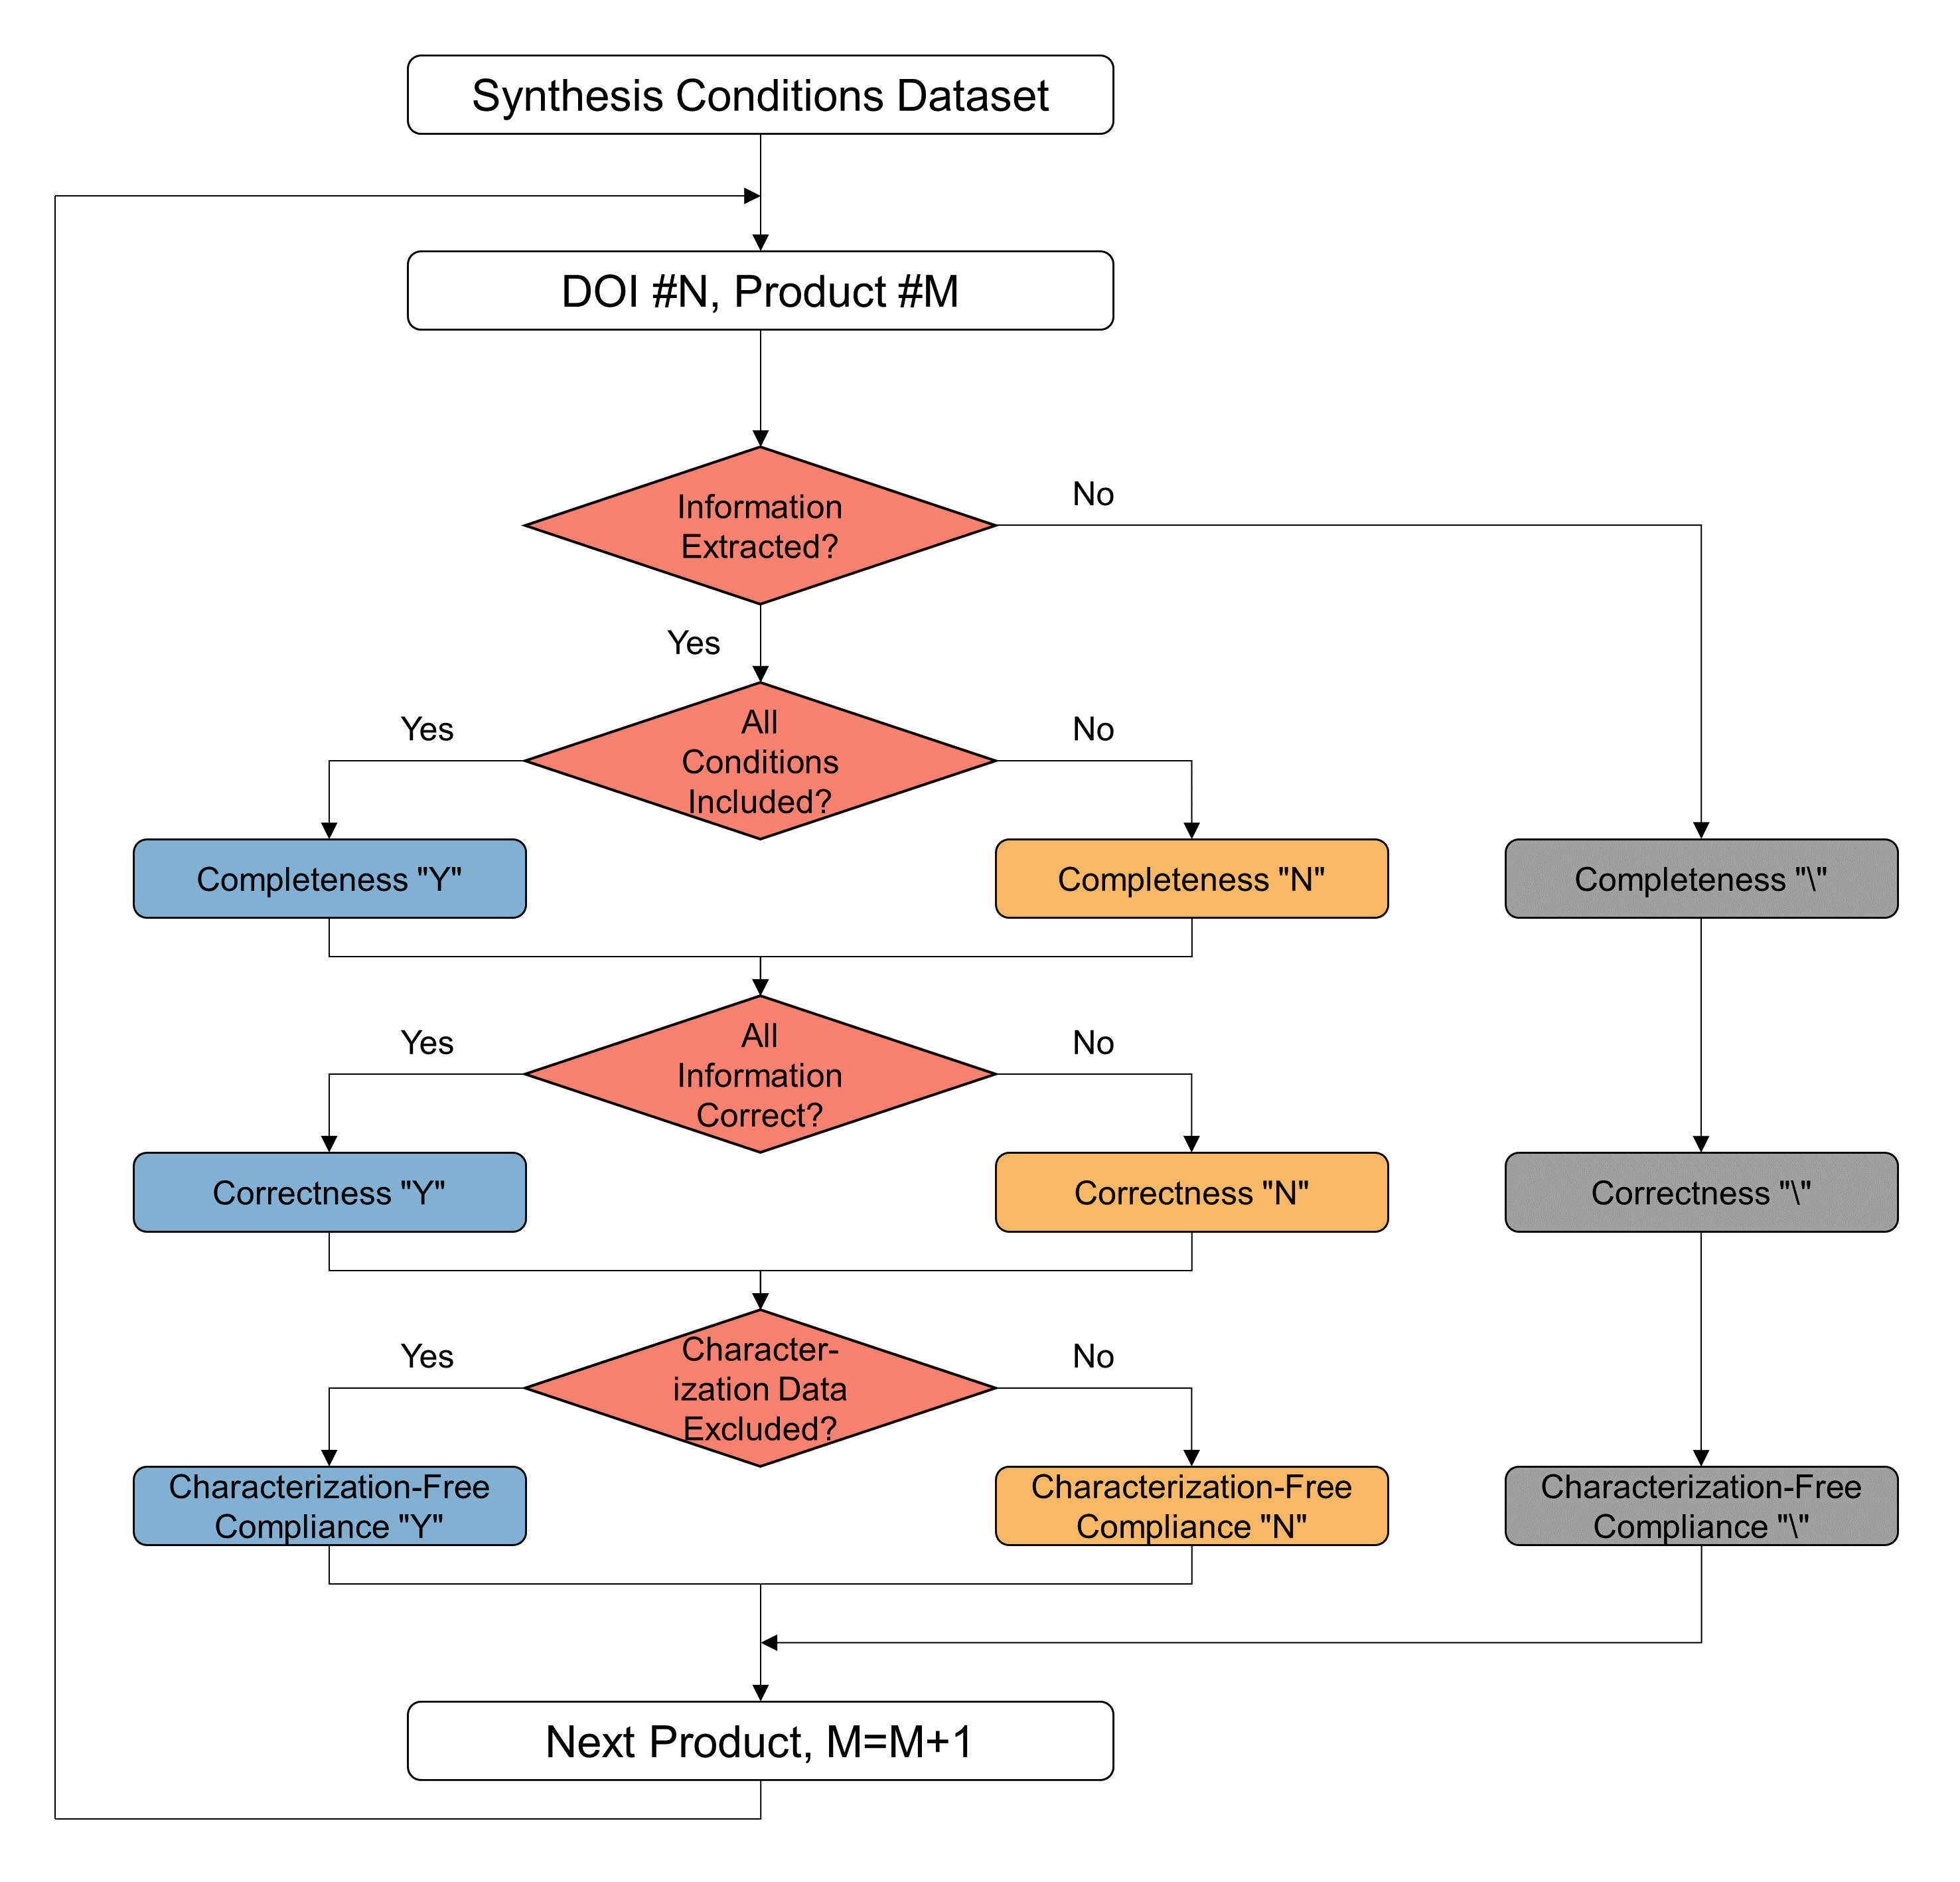 Synthesis Conditions Dataset
DOI #N, Product #M
Information
Extracted?
No
Yes
All
Conditions
Included?
Yes
No
Completeness "Y"
Completeness "N"
Completeness "\"
All
Information
Correct?
Yes
No
Correctness "Y"
Correctness "N"
Correctness "\"
Character-
ization Data
Excluded?
Yes
No
Characterization-Free
Compliance "Y"
Characterization-Free
Compliance "N"
Characterization-Free
Compliance "\"
Next Product, M=M+1